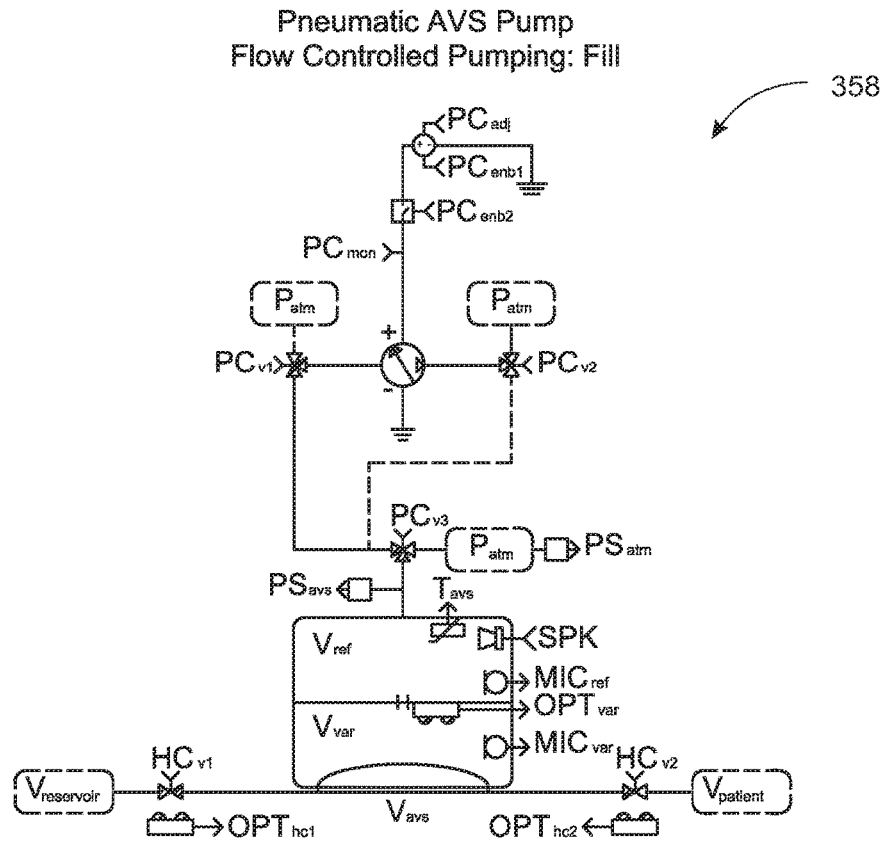 Pneumatic AVS Pump
Flow Controlled Pumping: Fill
358
PCadj
PCenb1
PCenb2
PCmon
Patm
Patm
+
PCv1
PCv2
-
PCv3
Patm
PSatm
PSavs
Tavs
Vref
SPK
MICref
OPTvar
Vvar
MICvar
HCv1
HCv2
Vreservoir
Vavs
Vpatient
OPThc1
OPThc2